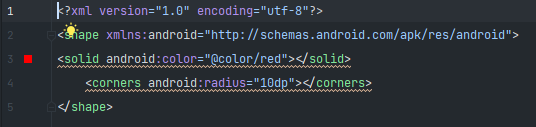 1 <?xml version="1.0" encoding="utf-8"?>
2 <shape xmlns:android="http://schemas.android.com/apk/res/android">
3 <solid android:color="@color/red"></solid>
4 <corners android:radius="10dp"></corners>
5 </shape>